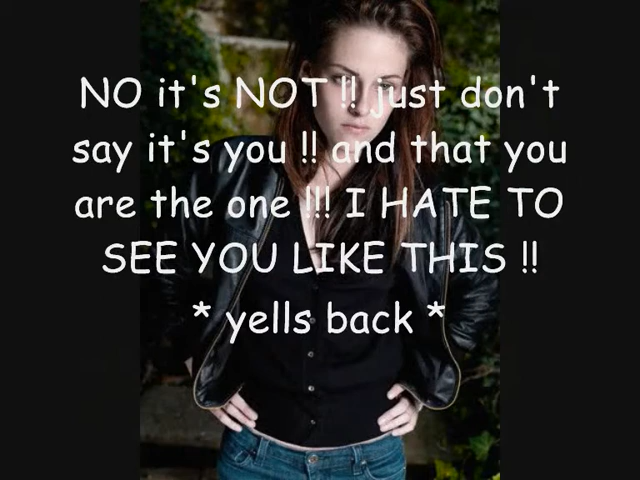 NO it's NOT !! just don't
say it's you !! and that you
are the one !!! I HATE TO
SEE YOU LIKE THIS !!
* yells back *